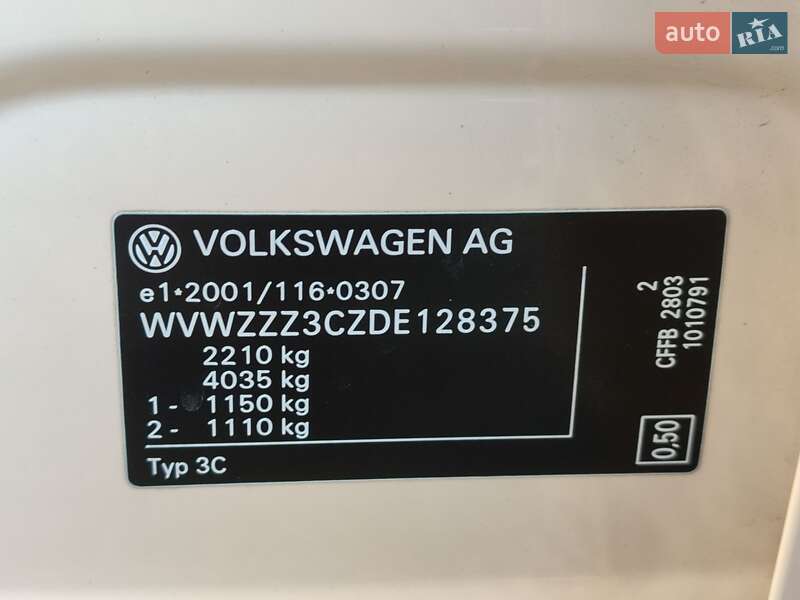 auto RIA.com
VOLKSWAGEN AG
e1*2001/116*0307
WVWZZZ3CZDE128375
2210 kg
4035 kg
1 - 1150 kg
2 - 1110 kg
Typ 3C
2
CFFB 2803
1010791
0,50